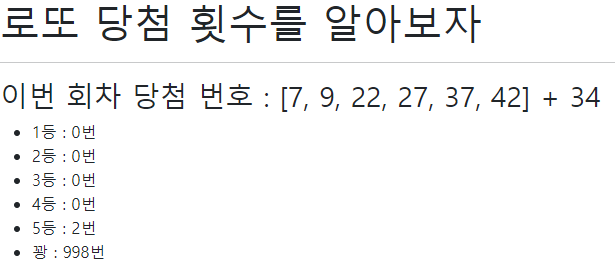 로또 당첨 횟수를 알아보자
이번 회차 당첨 번호 : [7, 9, 22, 27, 37, 42] + 34
• 1등 : 0번
• 2등 : 0번
• 3등 : 0번
• 4등 : 0번
• 5등 : 2번
• 꽝 : 998번